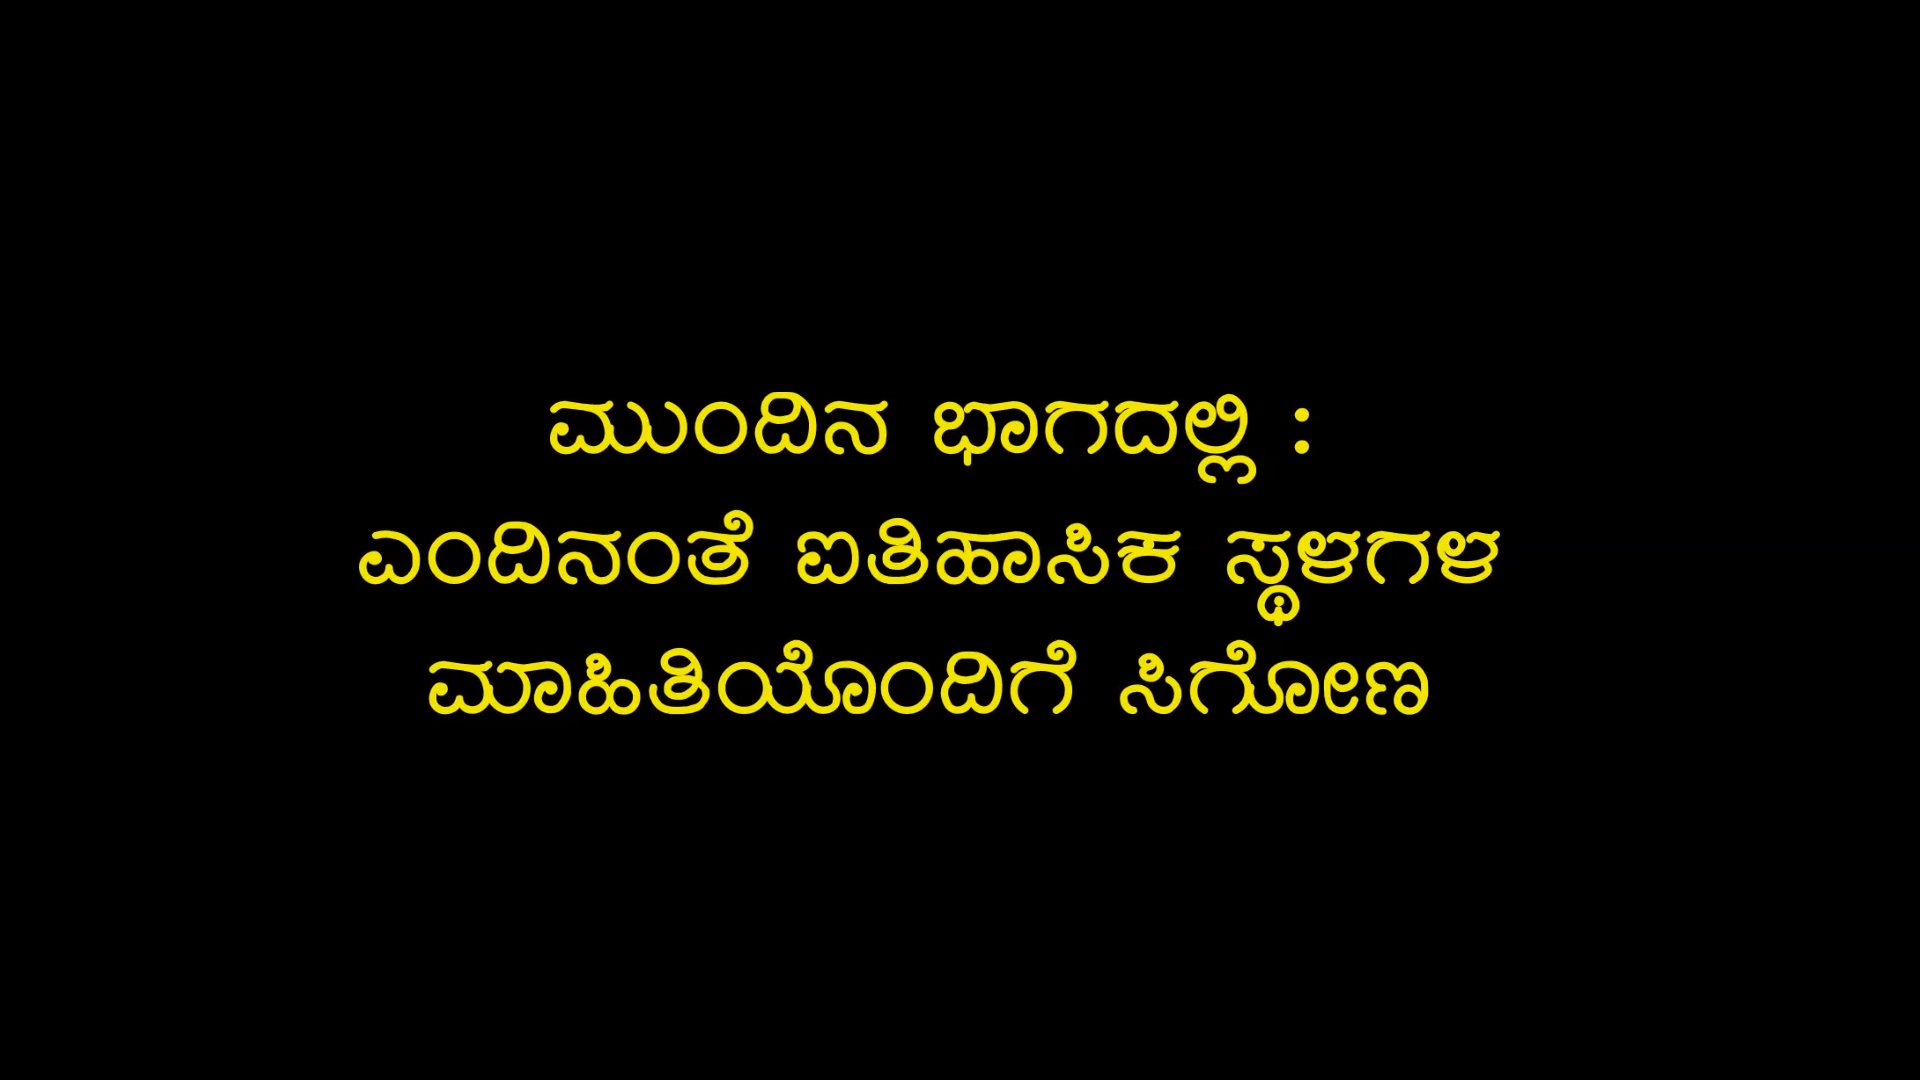 ಮುಂದಿನ ಭಾಗದಲ್ಲಿ :
ಎಂದಿನಂತೆ ಐತಿಹಾಸಿಕ ಸ್ಥಳಗಳ
ಮಾಹಿತಿಯೊಂದಿಗೆ ಸಿಗೋಣ